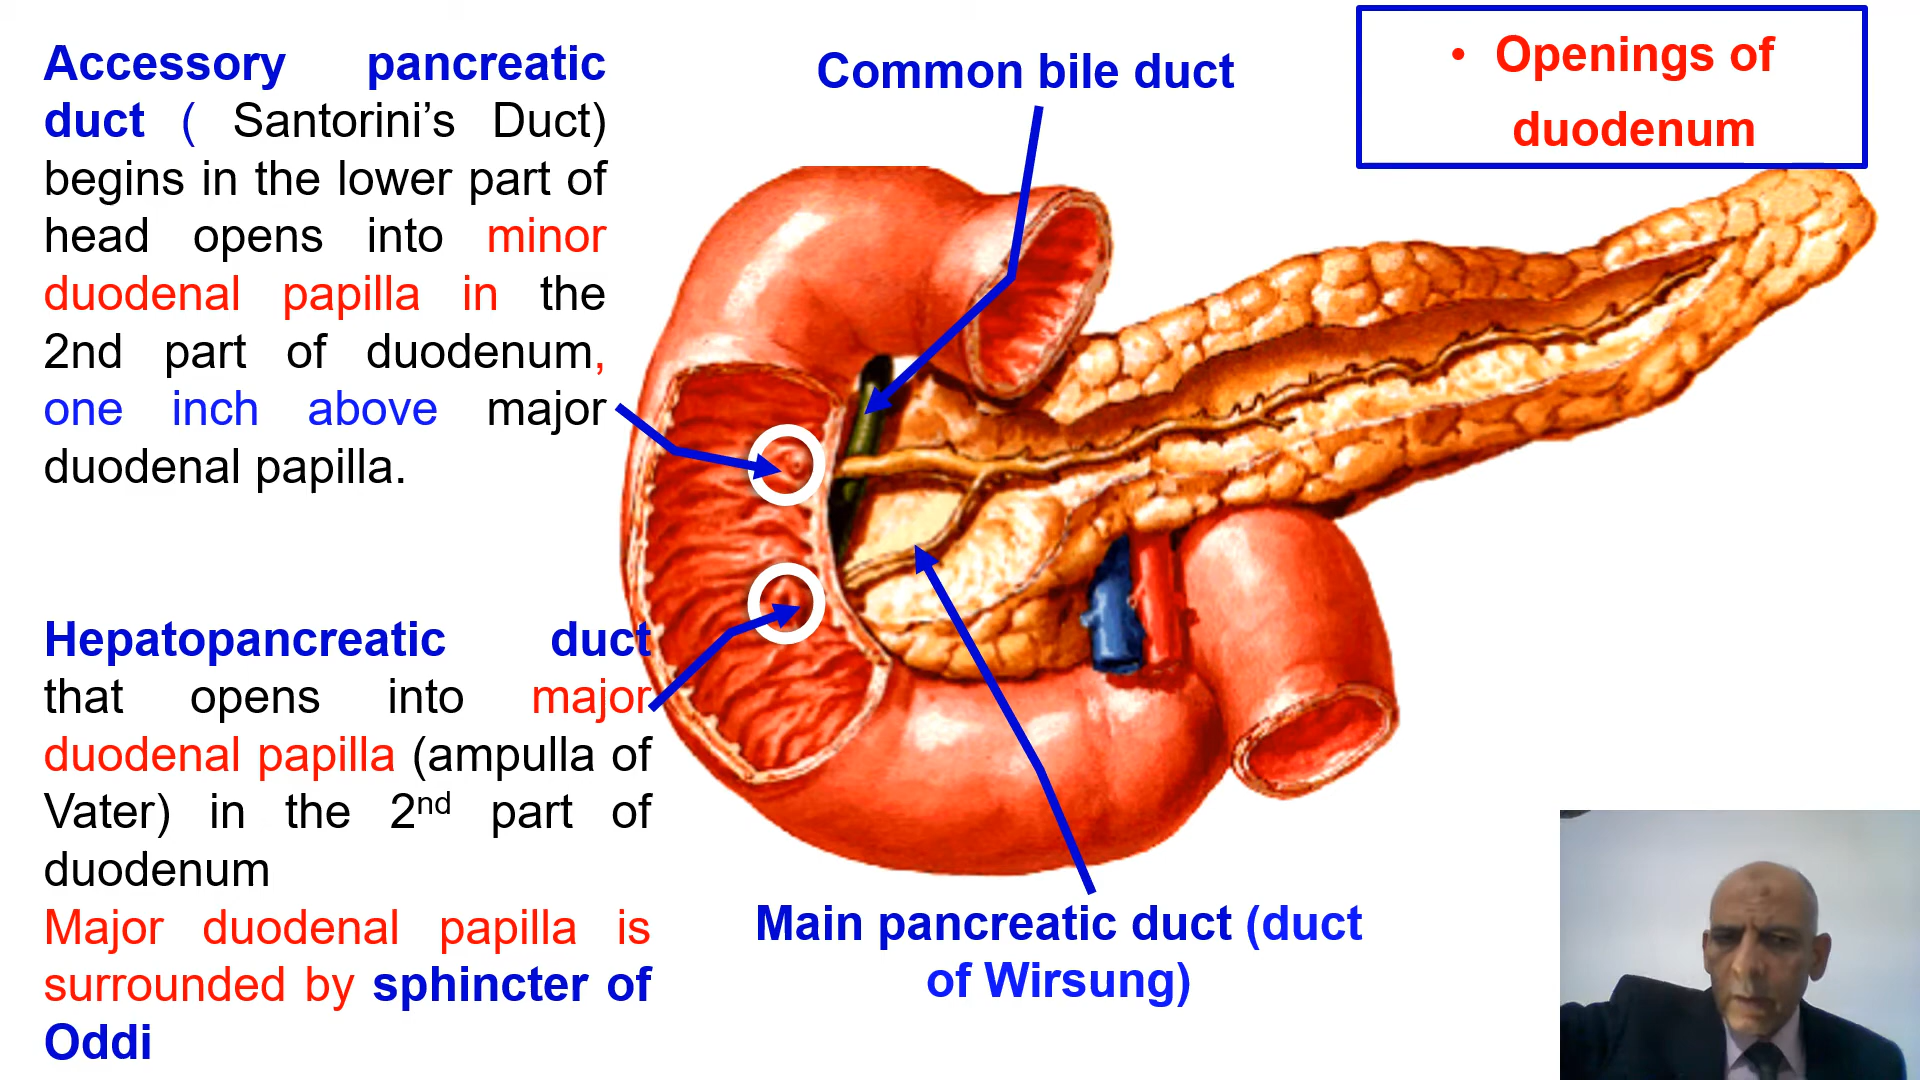 Accessory pancreatic
duct ( Santorini’s Duct)
begins in the lower part of
head opens into minor
duodenal papilla in the
2nd part of duodenum,
one inch above major
duodenal papilla.
Hepatopancreatic duct
that opens into major
duodenal papilla (ampulla of
Vater) in the 2nd part of
duodenum
Major duodenal papilla is
surrounded by sphincter of
Oddi
Common bile duct
• Openings of
duodenum
Main pancreatic duct (duct
of Wirsung)